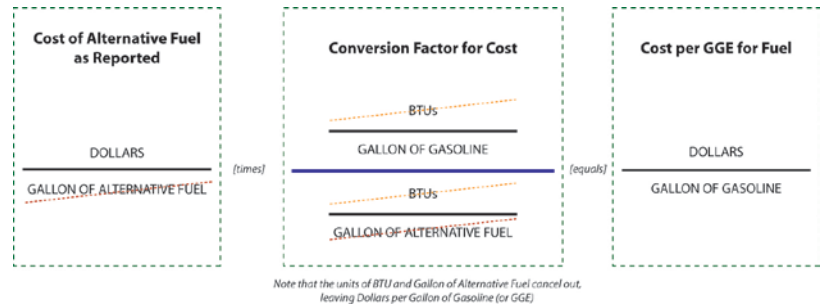 Cost of Alternative Fuel
as Reported
DOLLARS
GALLON OF ALTERNATIVE FUEL
[times]
Conversion Factor for Cost
BTUs
GALLON OF GASOLINE
BTUs
GALLON OF ALTERNATIVE FUEL
[equals]
Cost per GGE for Fuel
DOLLARS
GALLON OF GASOLINE
Note that the units of BTU and Gallon of Alternative Fuel cancel out,
leaving Dollars per Gallon of Gasoline (or GGE)